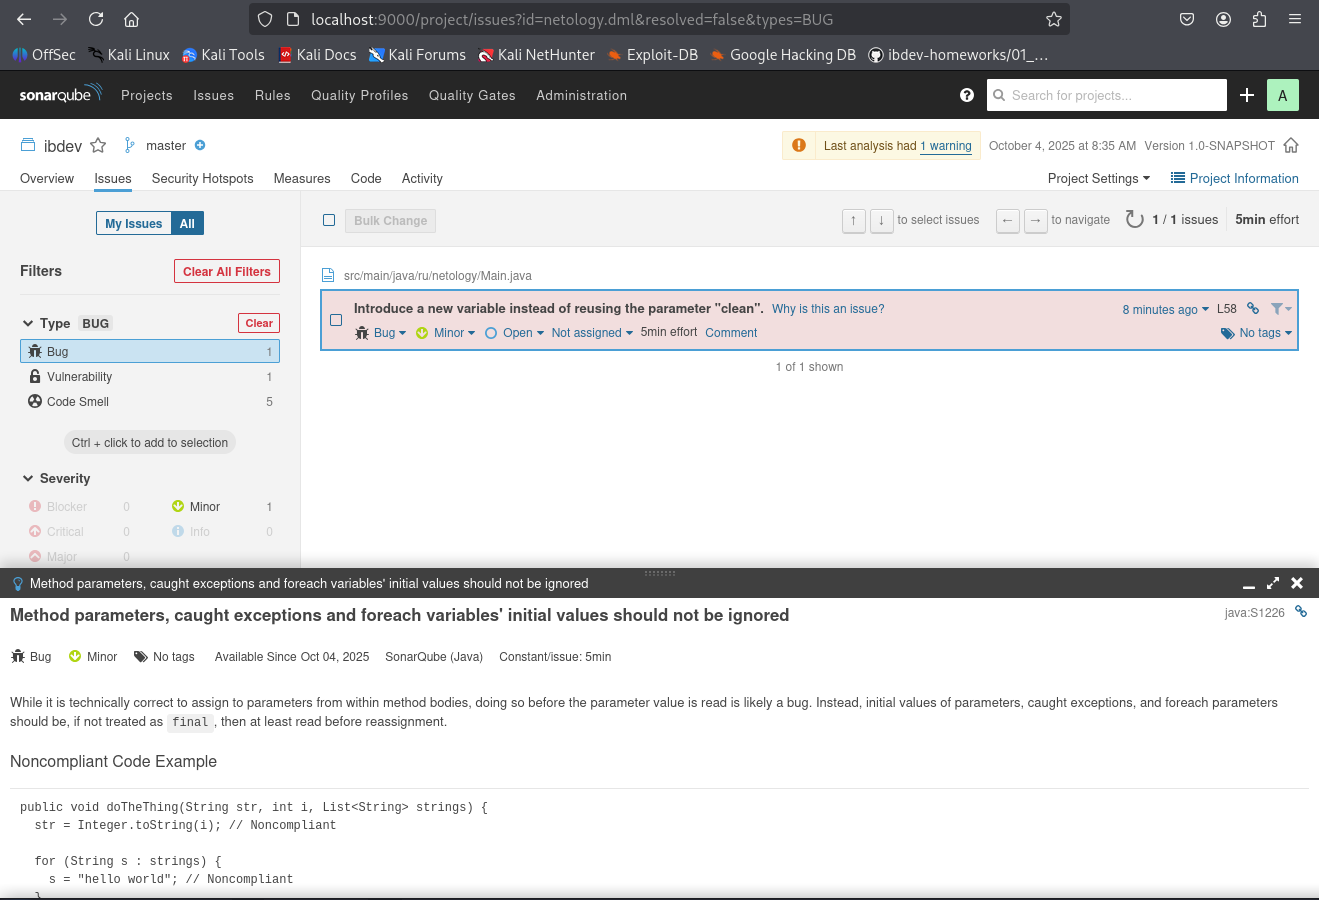 localhost:9000/project/issues?id=netology.dml&resolved=false&types=BUG
OffSec Kali Linux Kali Tools Kali Docs Kali Forums Kali NetHunter Exploit-DB Google Hacking DB ibdev-homeworks/01_...
sonarqube Projects Issues Rules Quality Profiles Quality Gates Administration Search for projects... A
ibdev master Last analysis had 1 warning October 4, 2025 at 8:35 AM Version 1.0-SNAPSHOT
Overview Issues Security Hotspots Measures Code Activity Project Settings Project Information
My Issues All Bulk Change ↑ ↓ to select issues ← → to navigate 1 / 1 issues 5min effort
Filters Clear All Filters
src/main/java/ru/netology/Main.java
Introduce a new variable instead of reusing the parameter "clean". Why is this an issue? 8 minutes ago L58
Bug Minor Open Not assigned 5min effort Comment No tags
1 of 1 shown
Type BUG Clear
Bug 1
Vulnerability 1
Code Smell 5
Ctrl + click to add to selection
Severity
Blocker 0 Minor 1
Critical 0 Info 0
Major 0
Method parameters, caught exceptions and foreach variables' initial values should not be ignored
Method parameters, caught exceptions and foreach variables' initial values should not be ignored java:S1226
Bug Minor No tags Available Since Oct 04, 2025 SonarQube (Java) Constant/issue: 5min
While it is technically correct to assign to parameters from within method bodies, doing so before the parameter value is read is likely a bug. Instead, initial values of parameters, caught exceptions, and foreach parameters
should be, if not treated as final, then at least read before reassignment.
Noncompliant Code Example
public void doTheThing(String str, int i, List<String> strings) {
str = Integer.toString(i); // Noncompliant
for (String s : strings) {
s = "hello world"; // Noncompliant
}